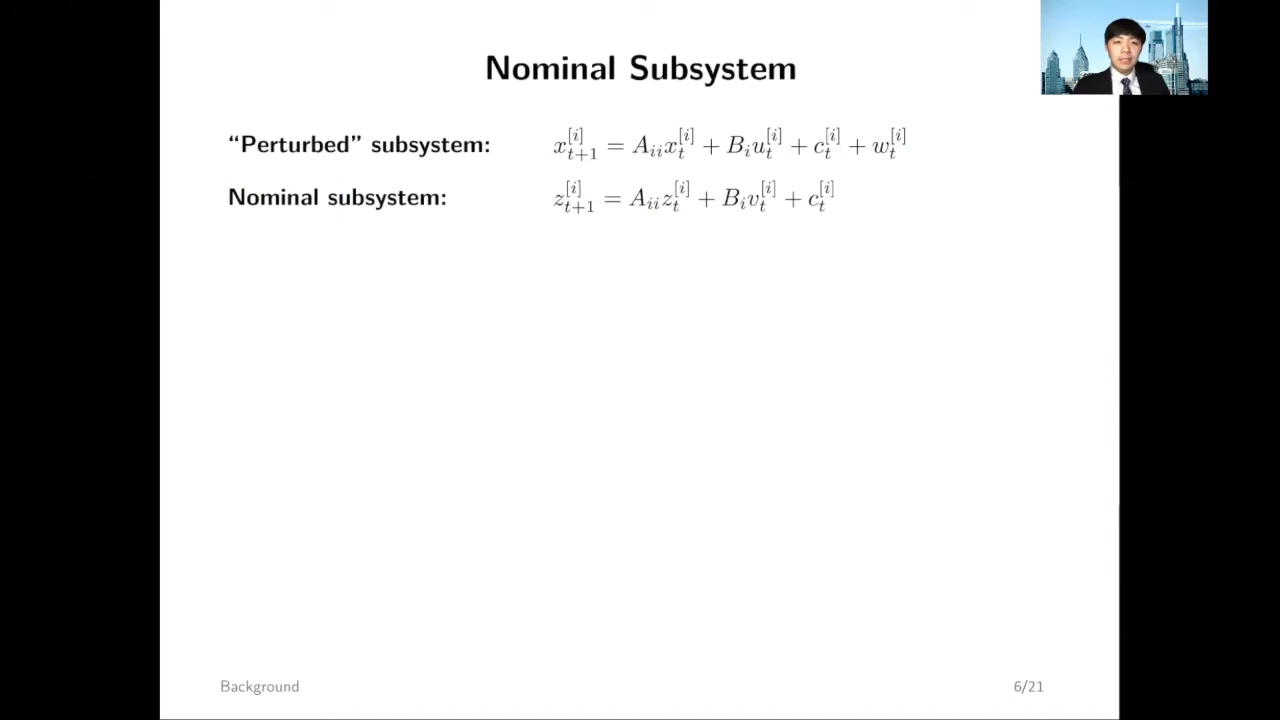 Nominal Subsystem
“Perturbed” subsystem: $x_{t+1}^{[i]} = A_{ii}x_t^{[i]} + B_i u_t^{[i]} + c_t^{[i]} + w_t^{[i]}$
Nominal subsystem: $z_{t+1}^{[i]} = A_{ii}z_t^{[i]} + B_i v_t^{[i]} + c_t^{[i]}$
Background 6/21